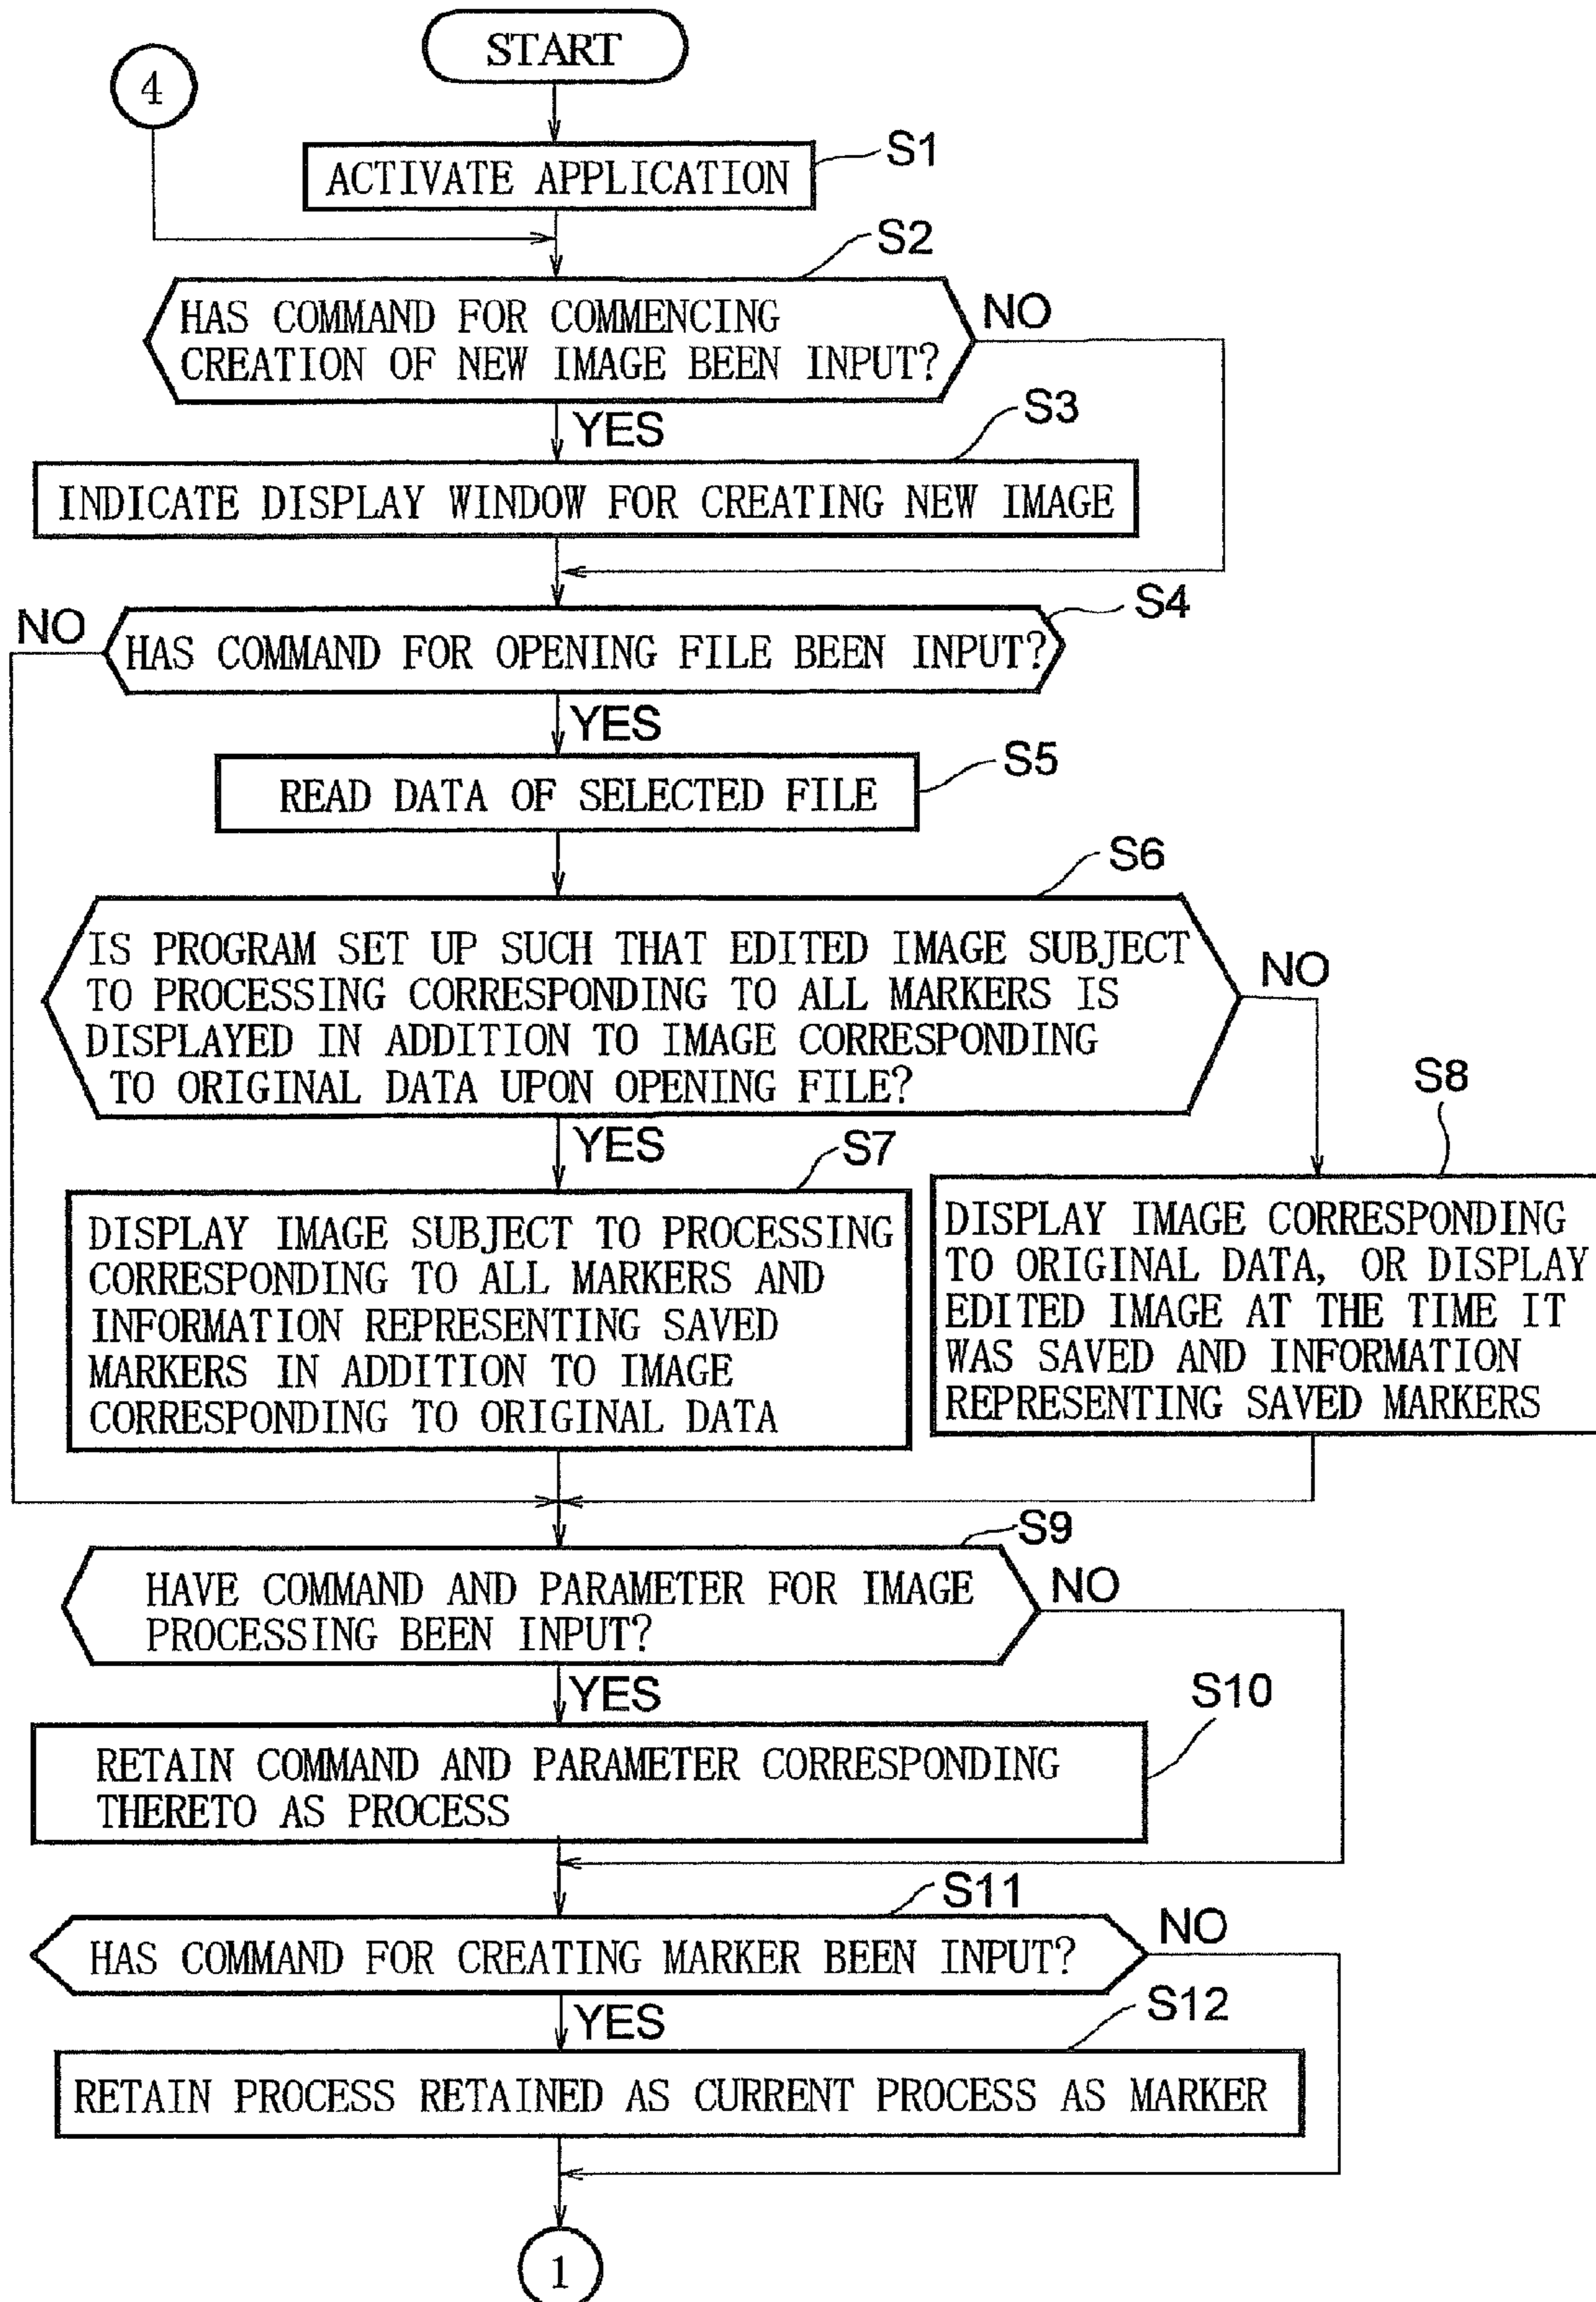 START
4
S1
ACTIVATE APPLICATION
S2
HAS COMMAND FOR COMMENCING
CREATION OF NEW IMAGE BEEN INPUT?
NO
YES
S3
INDICATE DISPLAY WINDOW FOR CREATING NEW IMAGE
S4
NO
HAS COMMAND FOR OPENING FILE BEEN INPUT?
YES
S5
READ DATA OF SELECTED FILE
S6
IS PROGRAM SET UP SUCH THAT EDITED IMAGE SUBJECT
TO PROCESSING CORRESPONDING TO ALL MARKERS IS
DISPLAYED IN ADDITION TO IMAGE CORRESPONDING
TO ORIGINAL DATA UPON OPENING FILE?
NO
YES
S7
DISPLAY IMAGE SUBJECT TO PROCESSING
CORRESPONDING TO ALL MARKERS AND
INFORMATION REPRESENTING SAVED
MARKERS IN ADDITION TO IMAGE
CORRESPONDING TO ORIGINAL DATA
S8
DISPLAY IMAGE CORRESPONDING
TO ORIGINAL DATA, OR DISPLAY
EDITED IMAGE AT THE TIME IT
WAS SAVED AND INFORMATION
REPRESENTING SAVED MARKERS
S9
HAVE COMMAND AND PARAMETER FOR IMAGE
PROCESSING BEEN INPUT?
NO
YES
S10
RETAIN COMMAND AND PARAMETER CORRESPONDING
THERETO AS PROCESS
S11
HAS COMMAND FOR CREATING MARKER BEEN INPUT?
NO
YES
S12
RETAIN PROCESS RETAINED AS CURRENT PROCESS AS MARKER
1